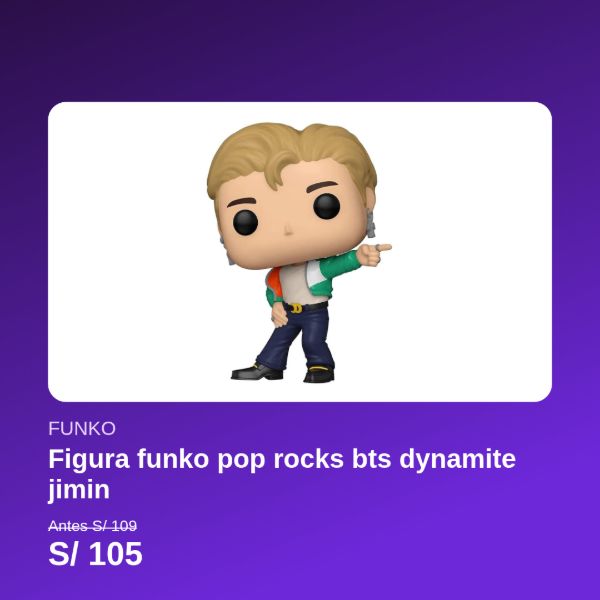 FUNKO
Figura funko pop rocks bts dynamite
jimin
Antes S/ 109
S/ 105